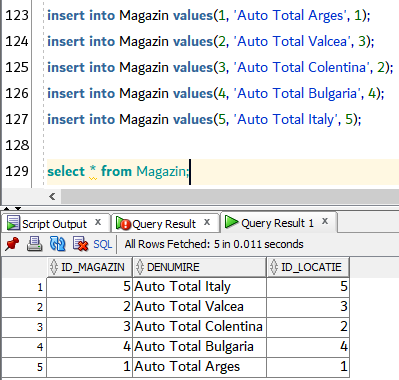 123 insert into Magazin values(1, 'Auto Total Arges', 1);
124 insert into Magazin values(2, 'Auto Total Valcea', 3);
125 insert into Magazin values(3, 'Auto Total Colentina', 2);
126 insert into Magazin values(4, 'Auto Total Bulgaria', 4);
127 insert into Magazin values(5, 'Auto Total Italy', 5);
128
129 select * from Magazin;
Script Output x Query Result x Query Result 1 x
SQL All Rows Fetched: 5 in 0.011 seconds
ID_MAGAZIN DENUMIRE ID_LOCATIE
1 5 Auto Total Italy 5
2 2 Auto Total Valcea 3
3 3 Auto Total Colentina 2
4 4 Auto Total Bulgaria 4
5 1 Auto Total Arges 1